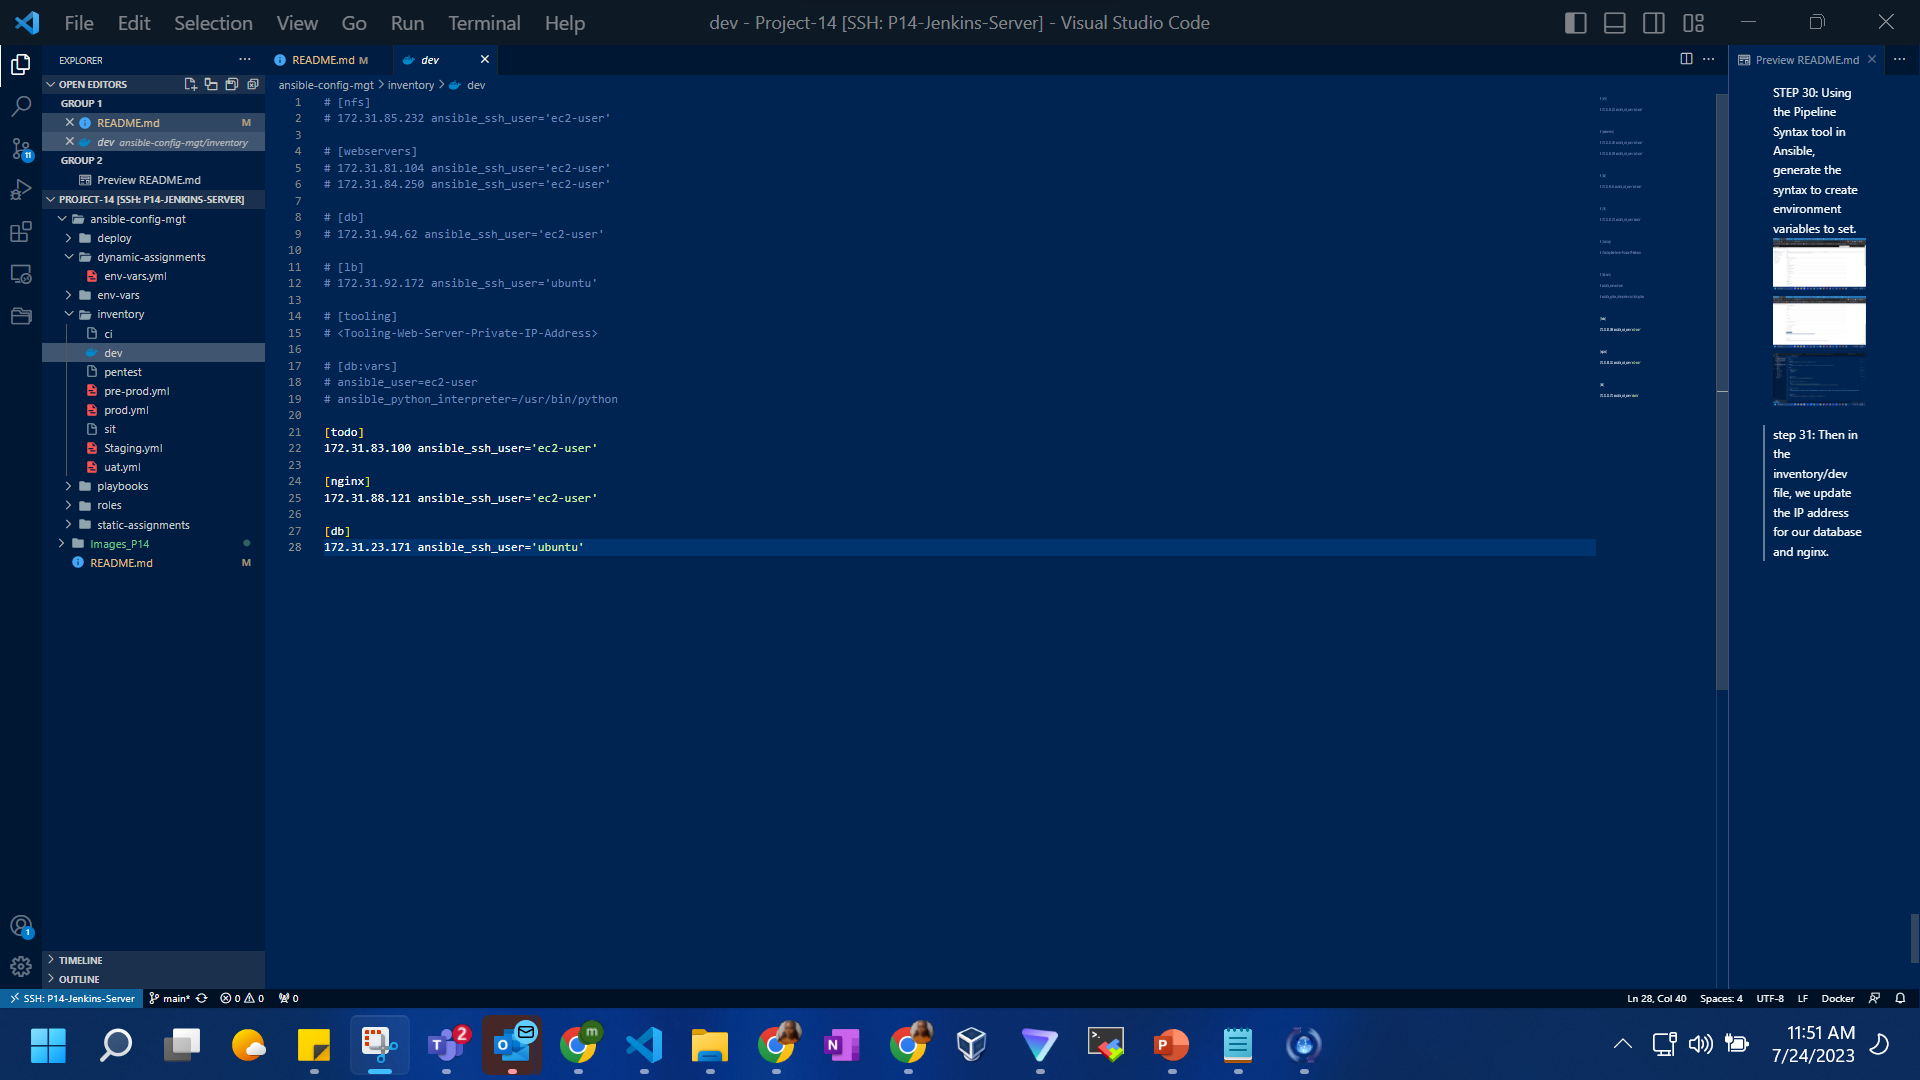 File Edit Selection View Go Run Terminal Help
dev - Project-14 [SSH: P14-Jenkins-Server] - Visual Studio Code
EXPLORER
OPEN EDITORS
GROUP 1
README.md M
dev ansible-config-mgt/inventory
GROUP 2
Preview README.md
PROJECT-14 [SSH: P14-JENKINS-SERVER]
ansible-config-mgt
deploy
dynamic-assignments
env-vars.yml
env-vars
inventory
ci
dev
pentest
pre-prod.yml
prod.yml
sit
Staging.yml
uat.yml
playbooks
roles
static-assignments
Images_P14
README.md M
TIMELINE
OUTLINE
11
1
README.md M
dev
ansible-config-mgt > inventory > dev
1 # [nfs]
2 # 172.31.85.232 ansible_ssh_user='ec2-user'
3
4 # [webservers]
5 # 172.31.81.104 ansible_ssh_user='ec2-user'
6 # 172.31.84.250 ansible_ssh_user='ec2-user'
7
8 # [db]
9 # 172.31.94.62 ansible_ssh_user='ec2-user'
10
11 # [lb]
12 # 172.31.92.172 ansible_ssh_user='ubuntu'
13
14 # [tooling]
15 # <Tooling-Web-Server-Private-IP-Address>
16
17 # [db:vars]
18 # ansible_user=ec2-user
19 # ansible_python_interpreter=/usr/bin/python
20
21 [todo]
22 172.31.83.100 ansible_ssh_user='ec2-user'
23
24 [nginx]
25 172.31.88.121 ansible_ssh_user='ec2-user'
26
27 [db]
28 172.31.23.171 ansible_ssh_user='ubuntu'
Preview README.md
STEP 30: Using
the Pipeline
Syntax tool in
Ansible,
generate the
syntax to create
environment
variables to set.
step 31: Then in
the
inventory/dev
file, we update
the IP address
for our database
and nginx.
SSH: P14-Jenkins-Server main* 0 0 0
Ln 28, Col 40 Spaces: 4 UTF-8 LF Docker
2
m
11:51 AM
7/24/2023